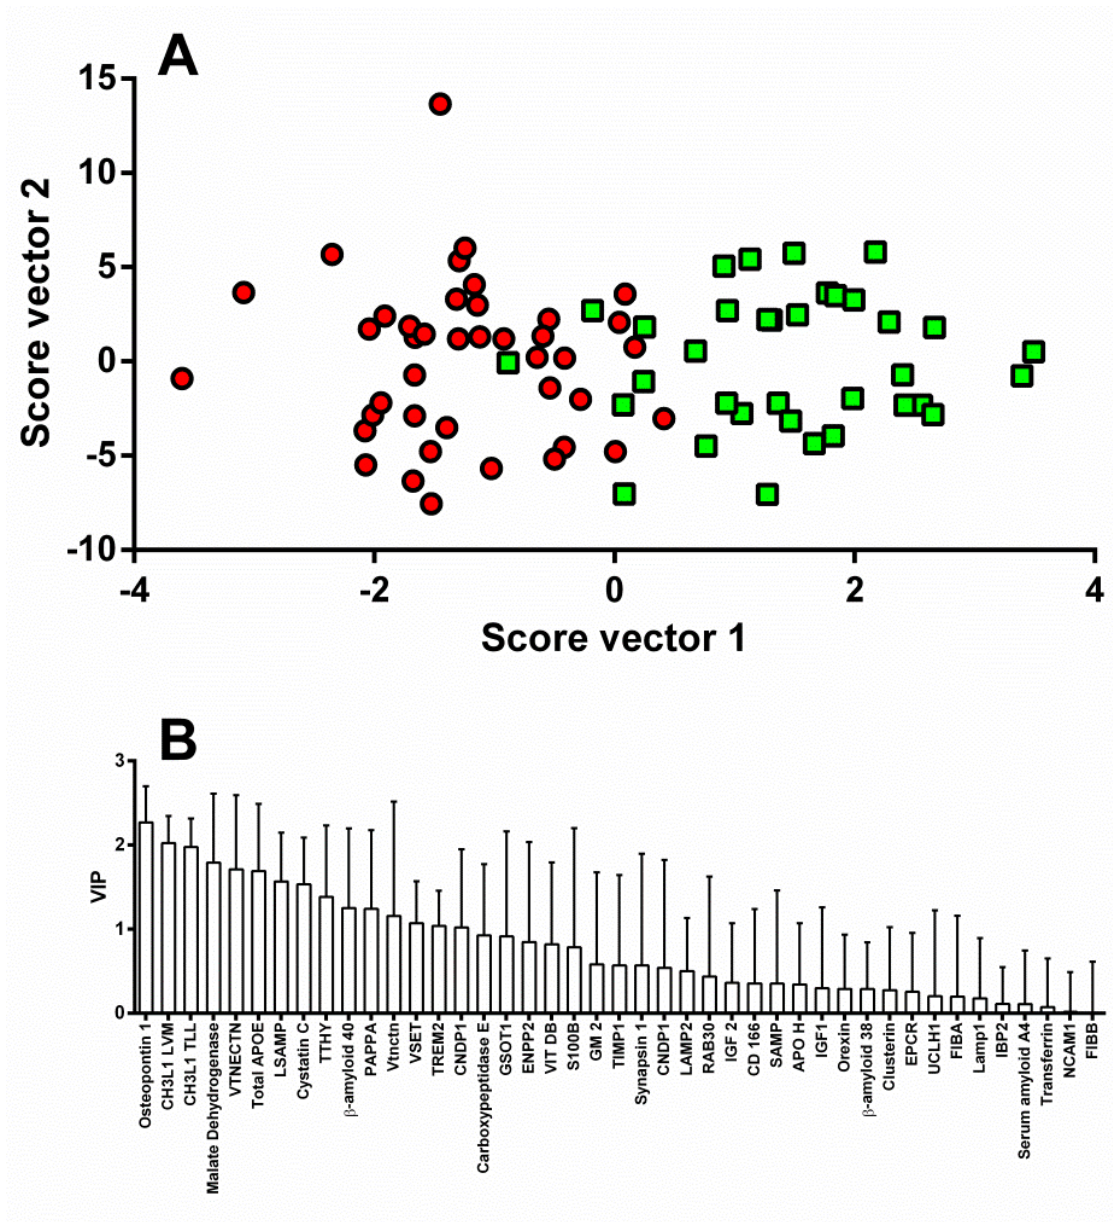 A
15
10
5
0
-5
-10
Score vector 2
-4 -2 0 2 4
Score vector 1
B
3
2
1
0
VIP
Osteopontin 1
CH3L1 LVM
CH3L1 TLL
Malate Dehydrogenase
VTNECTN
Total APOE
LSAMP
Cystatin C
TTHY
β-amyloid 40
PAPPA
Vtnctn
VSET
TREM2
CNDP1
Carboxypeptidase E
GSOT1
ENPP2
VIT DB
S100B
GM 2
TIMP1
Synapsin 1
CNDP1
LAMP2
RAB30
IGF 2
CD 166
SAMP
APO H
IGF1
Orexin
β-amyloid 38
Clusterin
EPCR
UCLH1
FIBA
Lamp1
IBP2
Serum amyloid A4
Transferrin
NCAM1
FIBB